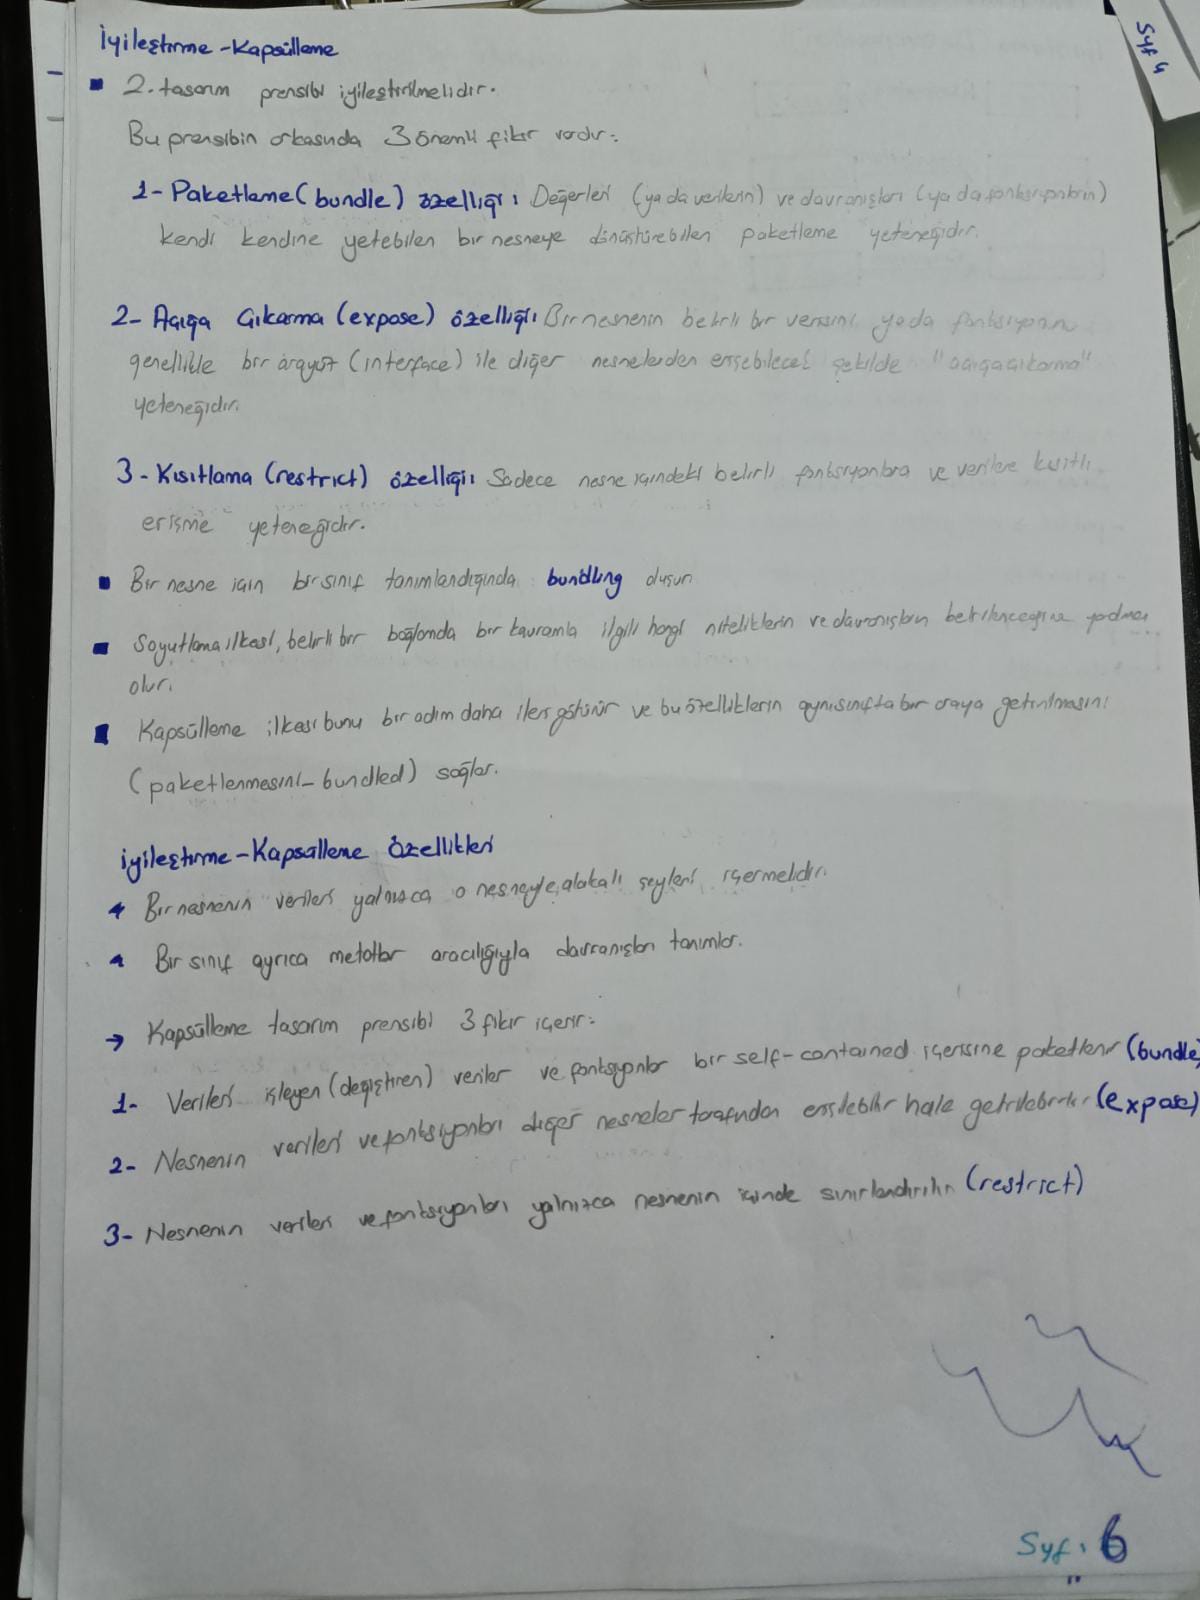 Syf 4
İyileştirme - Kapsülleme
2. tasarım prensibi iyileştirilmelidir.
Bu prensibin arkasında 3 önemli fikir vardır:
1- Paketleme (bundle) özelliği: Değerleri (ya da verilerin) ve davranışları (ya da fonksiyonların)
kendi kendine yetebilen bir nesneye dönüştürebilen paketleme yeteneğidir.
2- Açığa Çıkarma (expose) özelliği: Bir nesnenin belirli bir verisini ya da fonksiyonun
genellikle bir arayüz (interface) ile diğer nesnelerden erişebilecek şekilde "açığa çıkarma"
yeteneğidir.
3- Kısıtlama (restrict) özelliği: Sadece nesne içindeki belirli fonksiyonlara ve verilere kısıtlı
erişme yeteneğidir.
Bir nesne için bir sınıf tanımlandığında bundling oluşur
Soyutlama ilkesi, belirli bir bağlamda bir kavramla ilgili hangi niteliklerin ve davranışların belirleneceğine yardımcı
olur.
Kapsülleme ilkesi bunu bir adım daha ileri götürür ve bu özelliklerin aynı sınıfta bir araya getirilmesini
(paketlenmesini - bundled) sağlar.
İyileştirme - Kapsülleme Özellikleri
Bir nesnenin verileri yalnızca o nesneyle alakalı şeyleri içermelidir.
Bir sınıf ayrıca metotlar aracılığıyla davranışları tanımlar.
→ Kapsülleme tasarım prensibi 3 fikir içerir:
1- Verileri işleyen (değiştiren) veriler ve fonksiyonlar bir self-contained içerisine paketlenir (bundle)
2- Nesnenin verileri ve fonksiyonları diğer nesneler tarafından erişilebilir hale getirilebilir (expose)
3- Nesnenin verileri ve fonksiyonları yalnızca nesnenin içinde sınırlandırılır (restrict)
Syf: 6